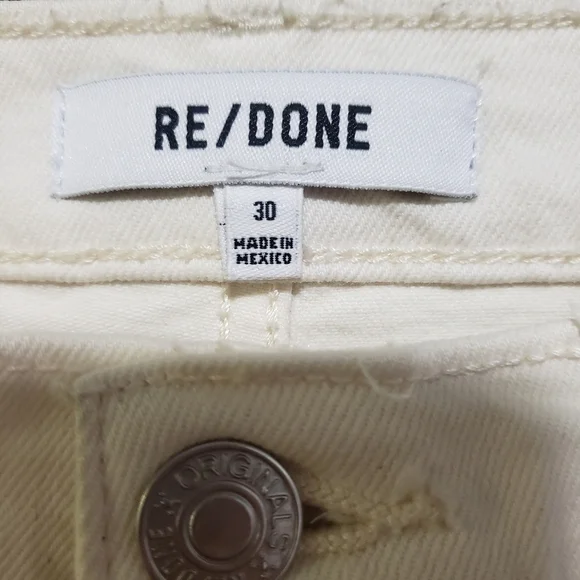 RE/DONE
30
MADE IN
MEXICO
ORIGINALS